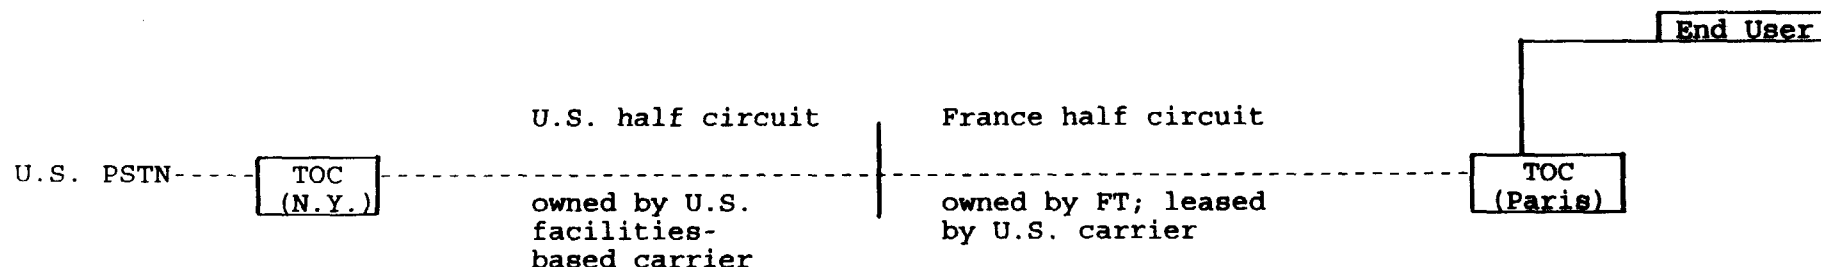 End User
U.S. half circuit
France half circuit
U.S. PSTN
TOC
(N.Y.)
TOC
(Paris)
owned by U.S.
facilities-
based carrier
owned by FT; leased
by U.S. carrier